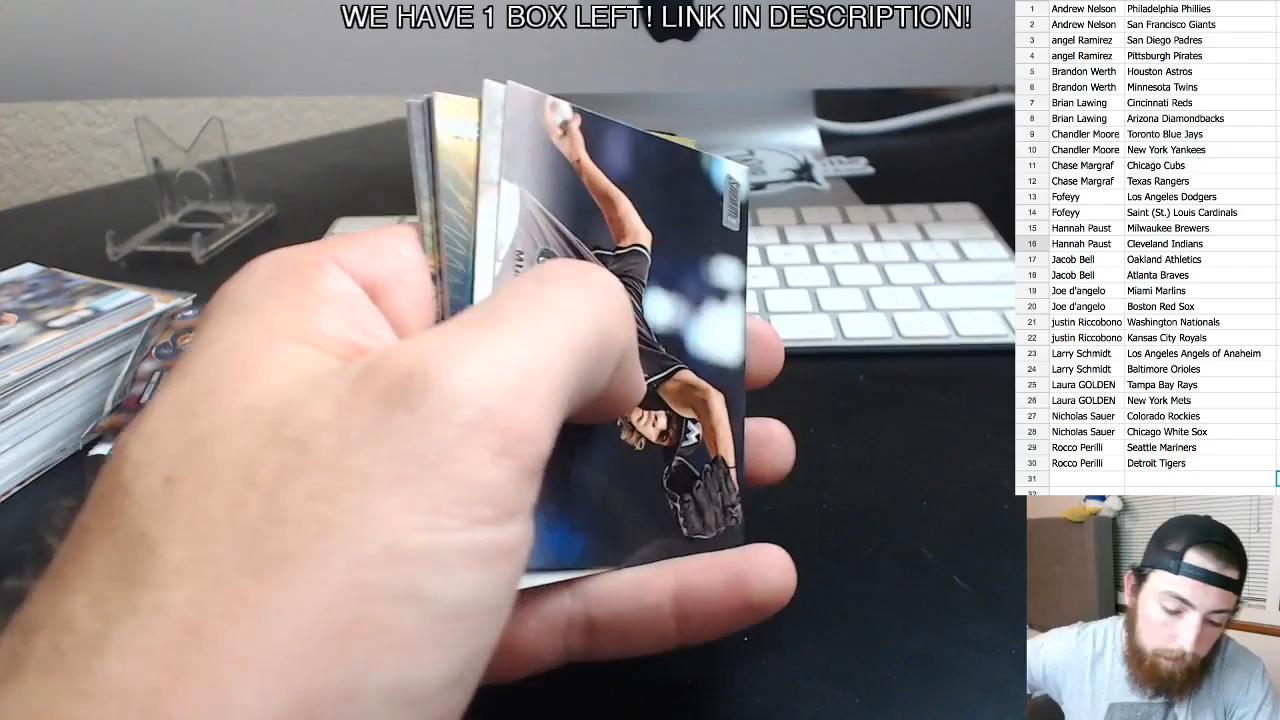 WE HAVE 1 BOX LEFT! LINK IN DESCRIPTION!
1 Andrew Nelson Philadelphia Phillies
2 Andrew Nelson San Francisco Giants
3 angel Ramirez San Diego Padres
4 angel Ramirez Pittsburgh Pirates
5 Brandon Werth Houston Astros
6 Brandon Werth Minnesota Twins
7 Brian Lawing Cincinnati Reds
8 Brian Lawing Arizona Diamondbacks
9 Chandler Moore Toronto Blue Jays
10 Chandler Moore New York Yankees
11 Chase Margraf Chicago Cubs
12 Chase Margraf Texas Rangers
13 Fofeyy Los Angeles Dodgers
14 Fofeyy Saint (St.) Louis Cardinals
15 Hannah Paust Milwaukee Brewers
16 Hannah Paust Cleveland Indians
17 Jacob Bell Oakland Athletics
18 Jacob Bell Atlanta Braves
19 Joe d'angelo Miami Marlins
20 Joe d'angelo Boston Red Sox
21 justin Riccobono Washington Nationals
22 justin Riccobono Kansas City Royals
23 Larry Schmidt Los Angeles Angels of Anaheim
24 Larry Schmidt Baltimore Orioles
25 Laura GOLDEN Tampa Bay Rays
26 Laura GOLDEN New York Mets
27 Nicholas Sauer Colorado Rockies
28 Nicholas Sauer Chicago White Sox
29 Rocco Perilli Seattle Mariners
30 Rocco Perilli Detroit Tigers
31